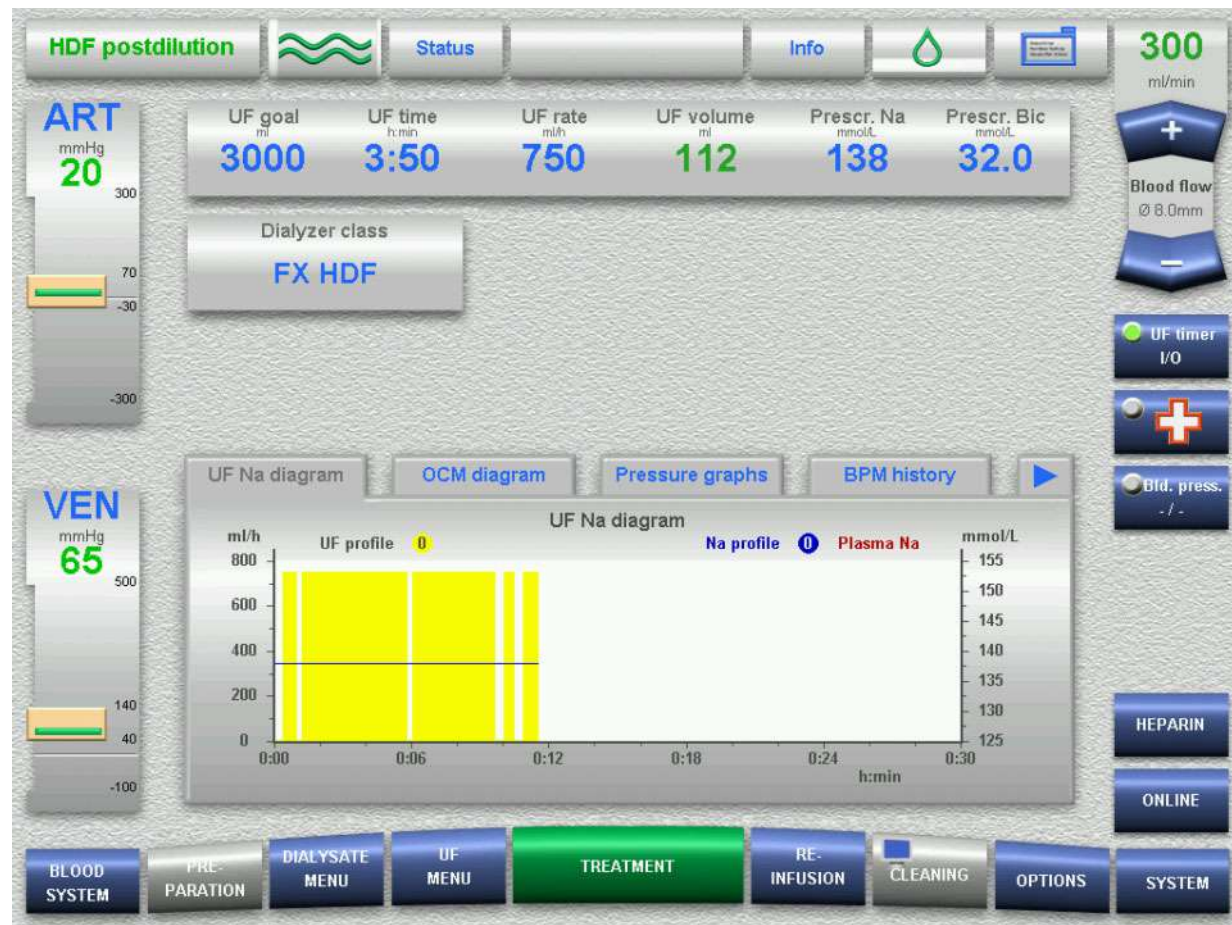 HDF postdilution
Status
Info
300
ml/min
ART
mmHg
20
300
70
-30
-300
UF goal
ml
3000
UF time
h:min
3:50
UF rate
ml/h
750
UF volume
ml
112
Prescr. Na
mmol/L
138
Prescr. Bic
mmol/L
32.0
+
Blood flow
Ø 8.0mm
–
Dialyzer class
FX HDF
UF timer
I/O
Bld. press.
- / -
VEN
mmHg
65
500
140
40
-100
UF Na diagram
OCM diagram
Pressure graphs
BPM history
UF Na diagram
ml/h
UF profile 0
Na profile 0 Plasma Na
mmol/L
800
600
400
200
0
155
150
145
140
135
130
125
0:00 0:06 0:12 0:18 0:24 0:30
h:min
HEPARIN
ONLINE
BLOOD
SYSTEM
PRE-
PARATION
DIALYSATE
MENU
UF
MENU
TREATMENT
RE-
INFUSION
CLEANING
OPTIONS
SYSTEM